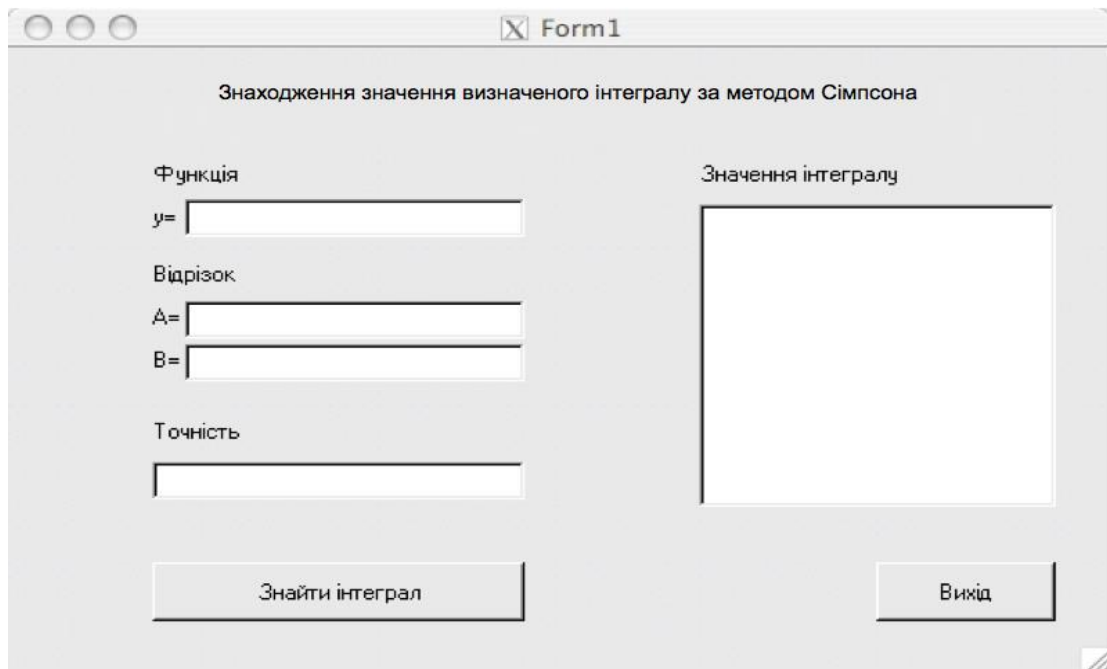 Form1
Знаходження значення визначеного інтегралу за методом Сімпсона
Функція
y=
Відрізок
A=
B=
Точність
Знайти інтеграл
Значення інтегралу
Вихід